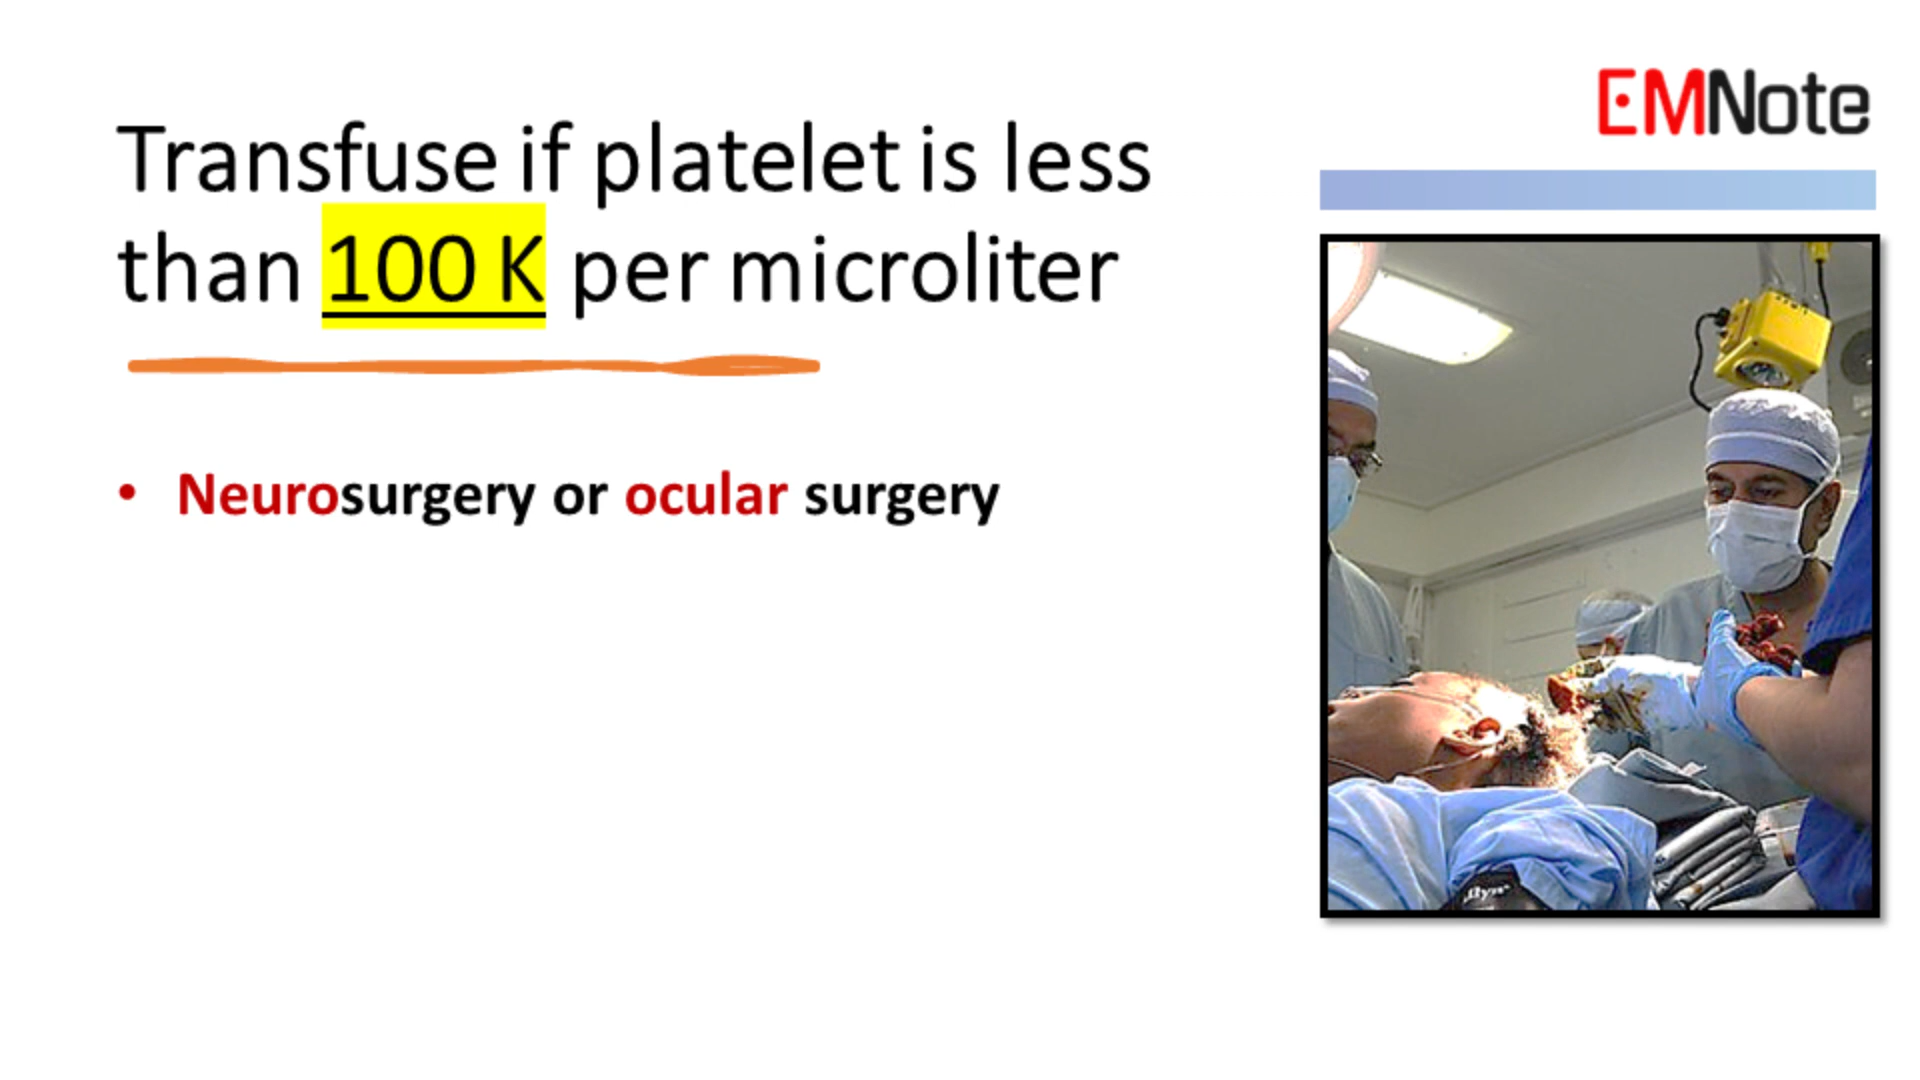 EMNote
Transfuse if platelet is less
than 100 K per microliter
• Neurosurgery or ocular surgery